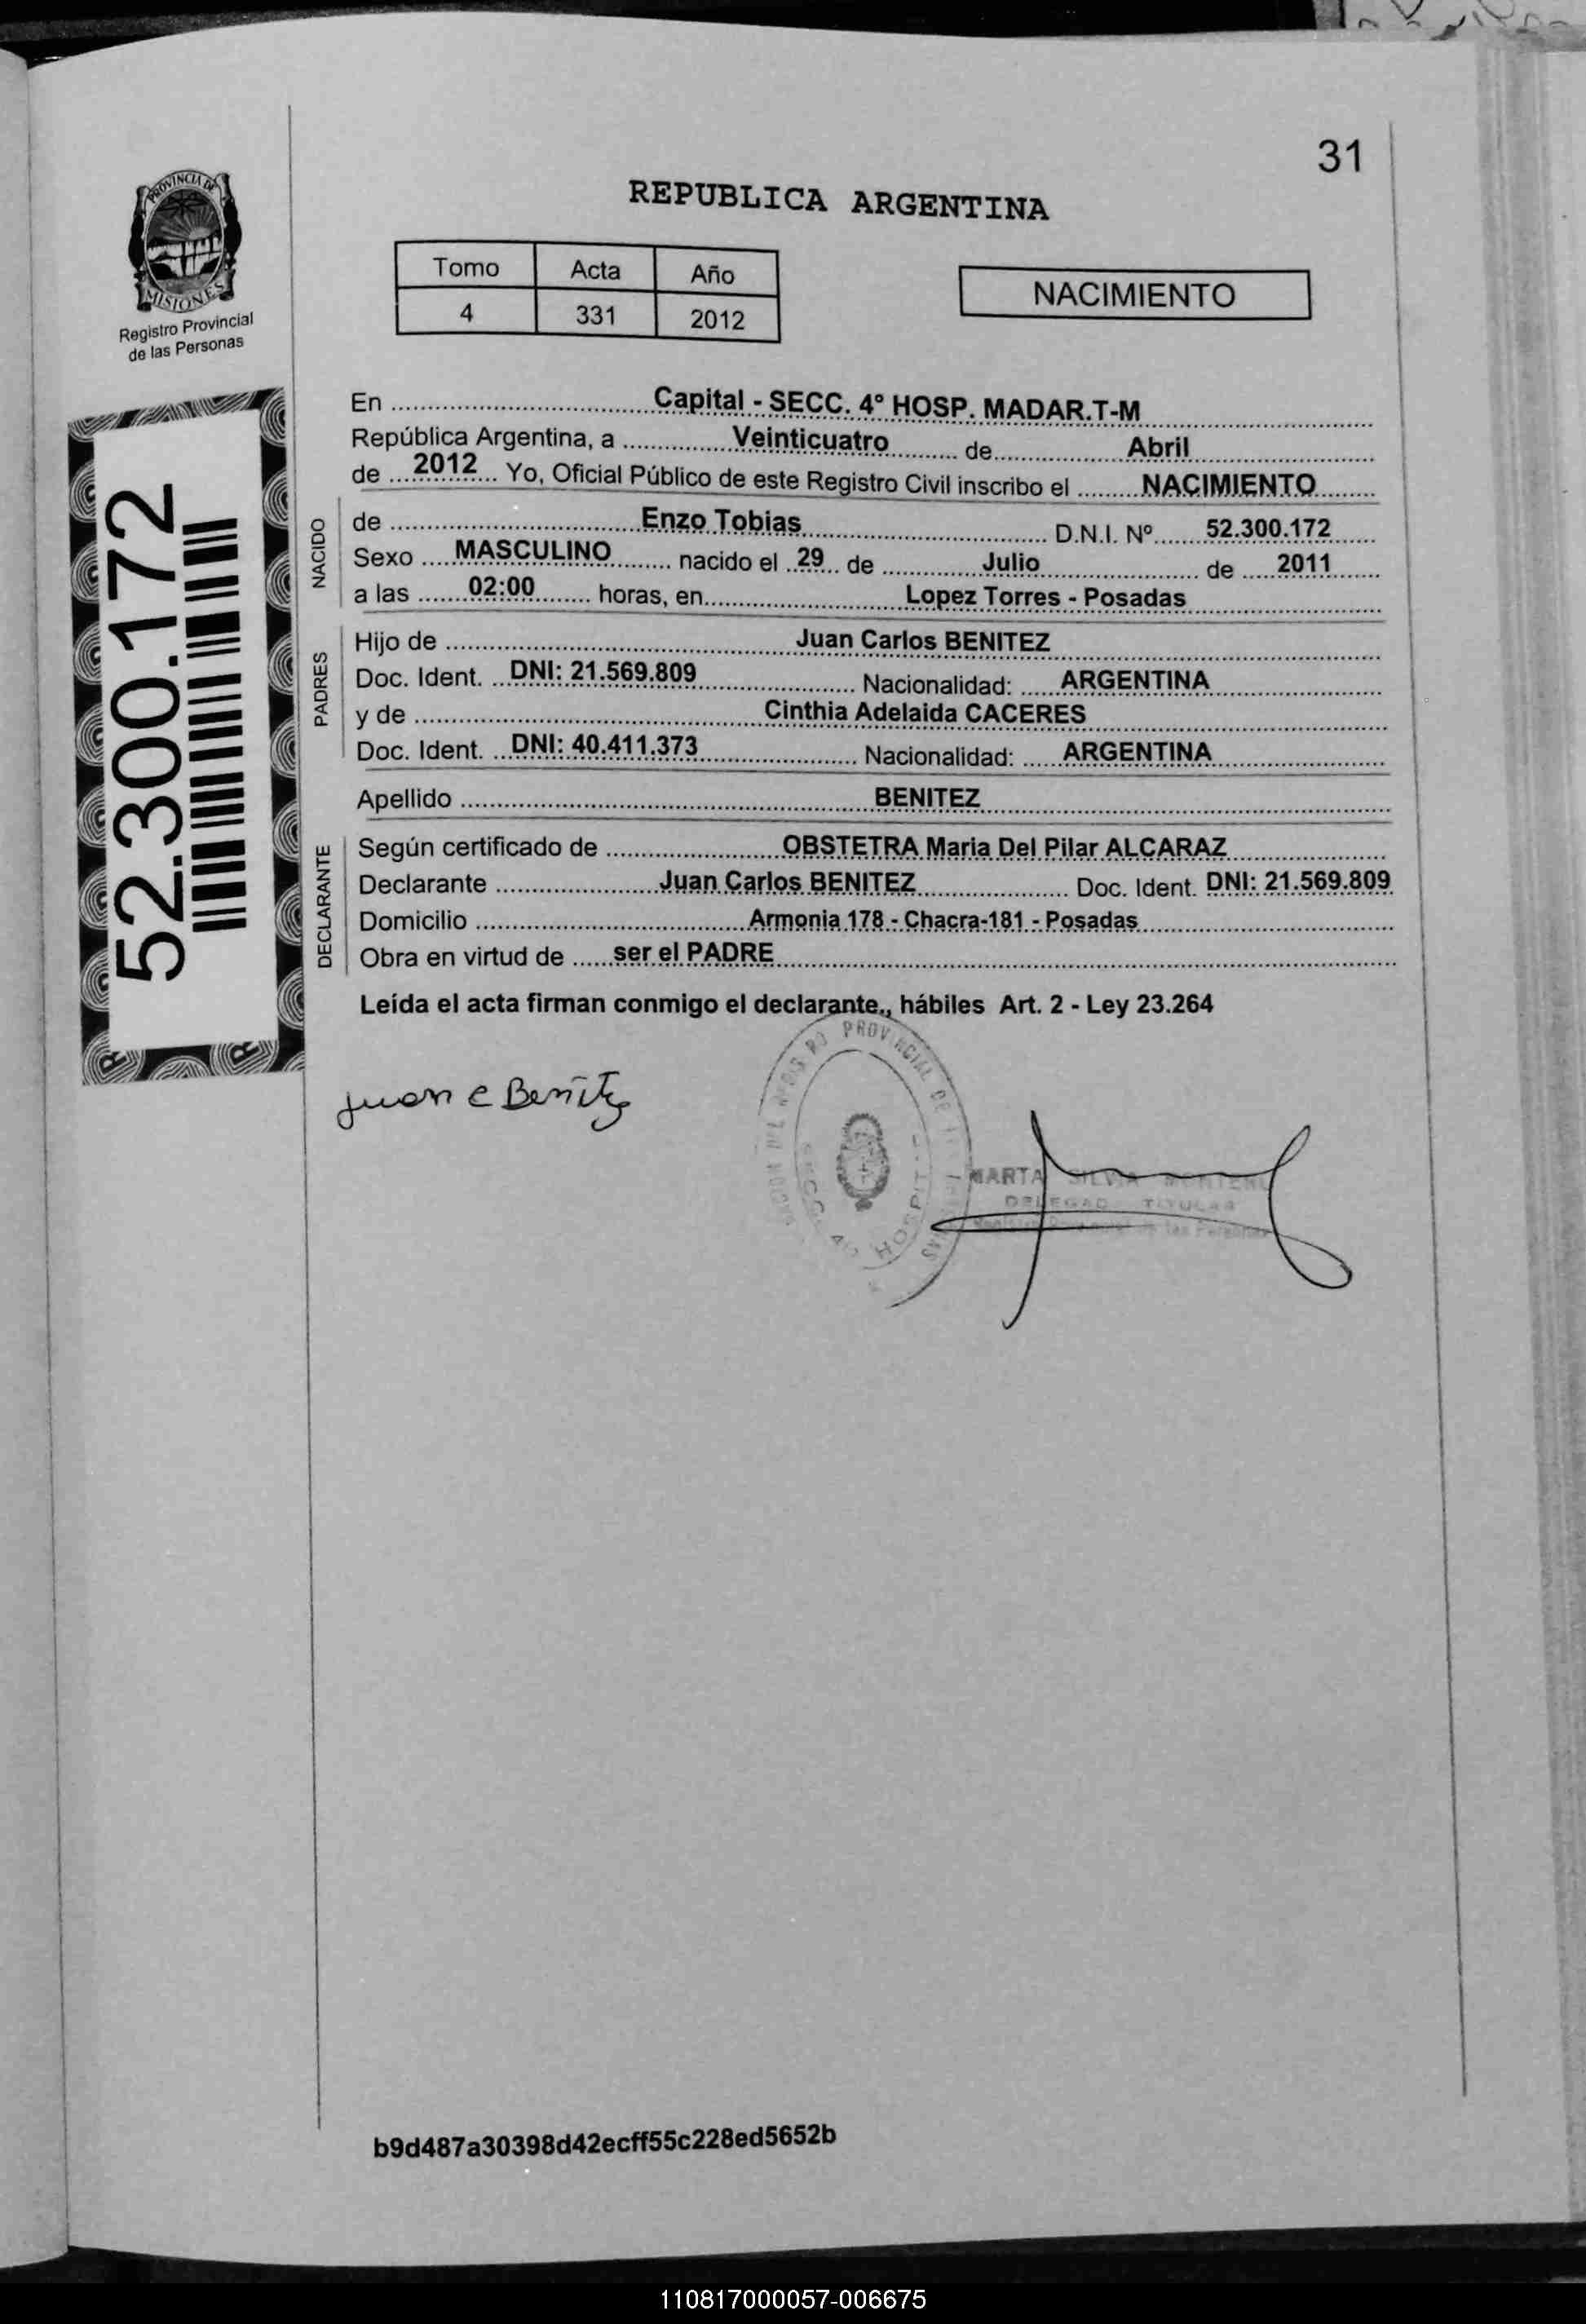 31
PROVINCIA DE
MISIONES
Registro Provincial
de las Personas
REPUBLICA ARGENTINA
Tomo Acta Año
4 331 2012
NACIMIENTO
52.300.172
En Capital - SECC. 4° HOSP. MADAR.T-M
República Argentina, a Veinticuatro de Abril
de 2012 Yo, Oficial Público de este Registro Civil inscribo el NACIMIENTO
NACIDO
de Enzo Tobias D.N.I. Nº 52.300.172
Sexo MASCULINO nacido el 29 de Julio de 2011
a las 02:00 horas, en Lopez Torres - Posadas
PADRES
Hijo de Juan Carlos BENITEZ
Doc. Ident. DNI: 21.569.809 Nacionalidad: ARGENTINA
y de Cinthia Adelaida CACERES
Doc. Ident. DNI: 40.411.373 Nacionalidad: ARGENTINA
Apellido BENITEZ
DECLARANTE
Según certificado de OBSTETRA Maria Del Pilar ALCARAZ
Declarante Juan Carlos BENITEZ Doc. Ident. DNI: 21.569.809
Domicilio Armonia 178 - Chacra-181 - Posadas
Obra en virtud de ser el PADRE
Leída el acta firman conmigo el declarante., hábiles Art. 2 - Ley 23.264
PROVINCIAL DE
Juan C Benitez
MARTA SILVIA
DELEGADO TITULAR
b9d487a30398d42ecff55c228ed5652b
110817000057-006675